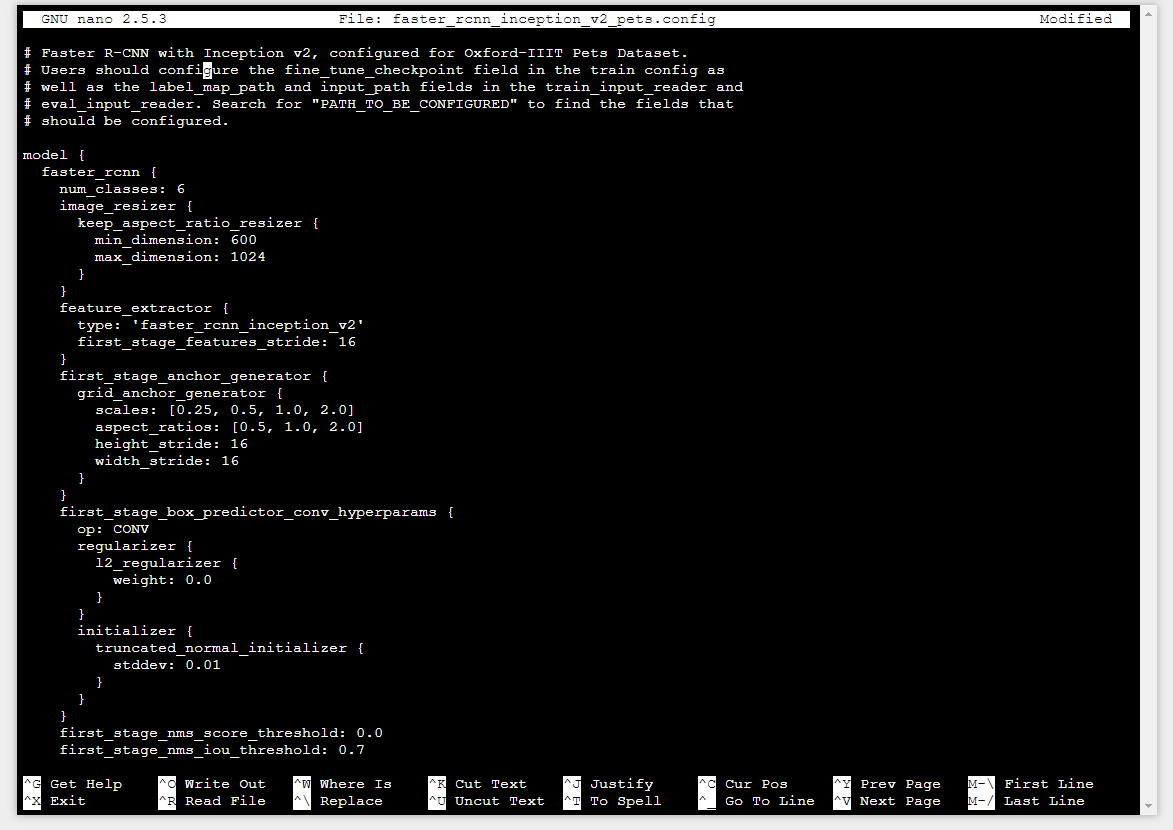 GNU nano 2.5.3 File: faster_rcnn_inception_v2_pets.config Modified
# Faster R-CNN with Inception v2, configured for Oxford-IIIT Pets Dataset.
# Users should configure the fine_tune_checkpoint field in the train config as
# well as the label_map_path and input_path fields in the train_input_reader and
# eval_input_reader. Search for "PATH_TO_BE_CONFIGURED" to find the fields that
# should be configured.
model {
  faster_rcnn {
    num_classes: 6
    image_resizer {
      keep_aspect_ratio_resizer {
        min_dimension: 600
        max_dimension: 1024
      }
    }
    feature_extractor {
      type: 'faster_rcnn_inception_v2'
      first_stage_features_stride: 16
    }
    first_stage_anchor_generator {
      grid_anchor_generator {
        scales: [0.25, 0.5, 1.0, 2.0]
        aspect_ratios: [0.5, 1.0, 2.0]
        height_stride: 16
        width_stride: 16
      }
    }
    first_stage_box_predictor_conv_hyperparams {
      op: CONV
      regularizer {
        l2_regularizer {
          weight: 0.0
        }
      }
      initializer {
        truncated_normal_initializer {
          stddev: 0.01
        }
      }
    }
    first_stage_nms_score_threshold: 0.0
    first_stage_nms_iou_threshold: 0.7
^G Get Help ^O Write Out ^W Where Is ^K Cut Text ^J Justify ^C Cur Pos ^Y Prev Page M-\ First Line
^X Exit ^R Read File ^\ Replace ^U Uncut Text ^T To Spell ^_ Go To Line ^V Next Page M-/ Last Line